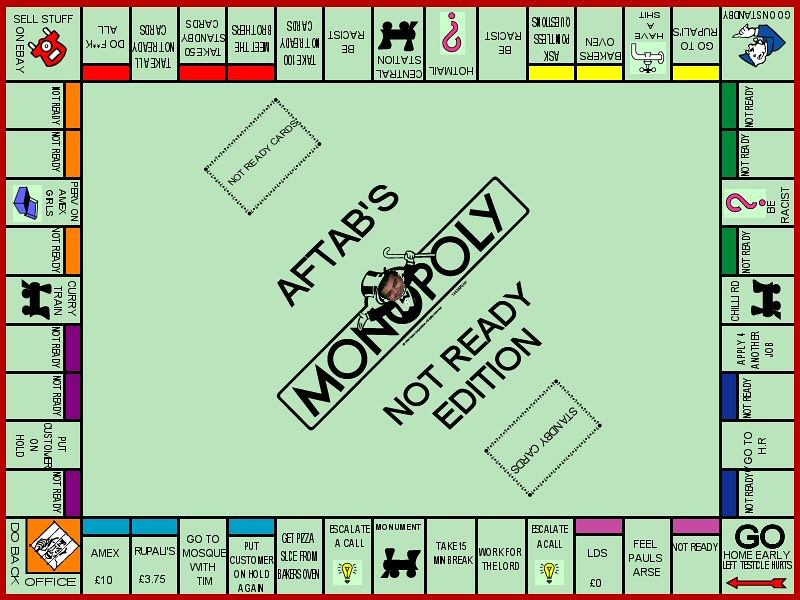 SELL STUFF
ON EBAY
DO F**K
ALL
TAKE ALL
NOT READY
CARDS
TAKE 50
STANDBY
CARDS
MEET THE
BROTHERS
TAKE 100
NOT READY
CARDS
BE
RACIST
CENTRAL
STATION
HOTMAIL
BE
RACIST
ASK
POINTLESS
QUESTIONS
BAKERS
OVEN
HAVE
A
SHIT
GO TO
RUPALI'S
GO ON STANDBY
NOT READY
NOT READY
PERV ON
AMEX
GIRLS
NOT READY
CURRY
TRAIN
NOT READY
NOT READY
PUT
CUSTOMER
ON
HOLD
NOT READY
NOT READY CARDS
AFTAB'S
MONOPOLY
NOT READY
EDITION
STANDBY CARDS
NOT READY
NOT READY
BE
RACIST
NOT READY
CHILLI RD
APPLY 4
ANOTHER
JOB
NOT READY
GO TO
H.R
NOT READY
DO BACK
OFFICE
AMEX
£10
RUPALI'S
£3.75
GO TO
MOSQUE
WITH
TIM
PUT
CUSTOMER
ON HOLD
AGAIN
GET PIZZA
SLICE FROM
BAKERS OVEN
ESCALATE
A CALL
MONUMENT
TAKE 15
MIN BREAK
WORK FOR
THE LORD
ESCALATE
A CALL
LDS
£0
FEEL
PAULS
ARSE
NOT READY
GO
HOME EARLY
LEFT TESTCLE HURTS